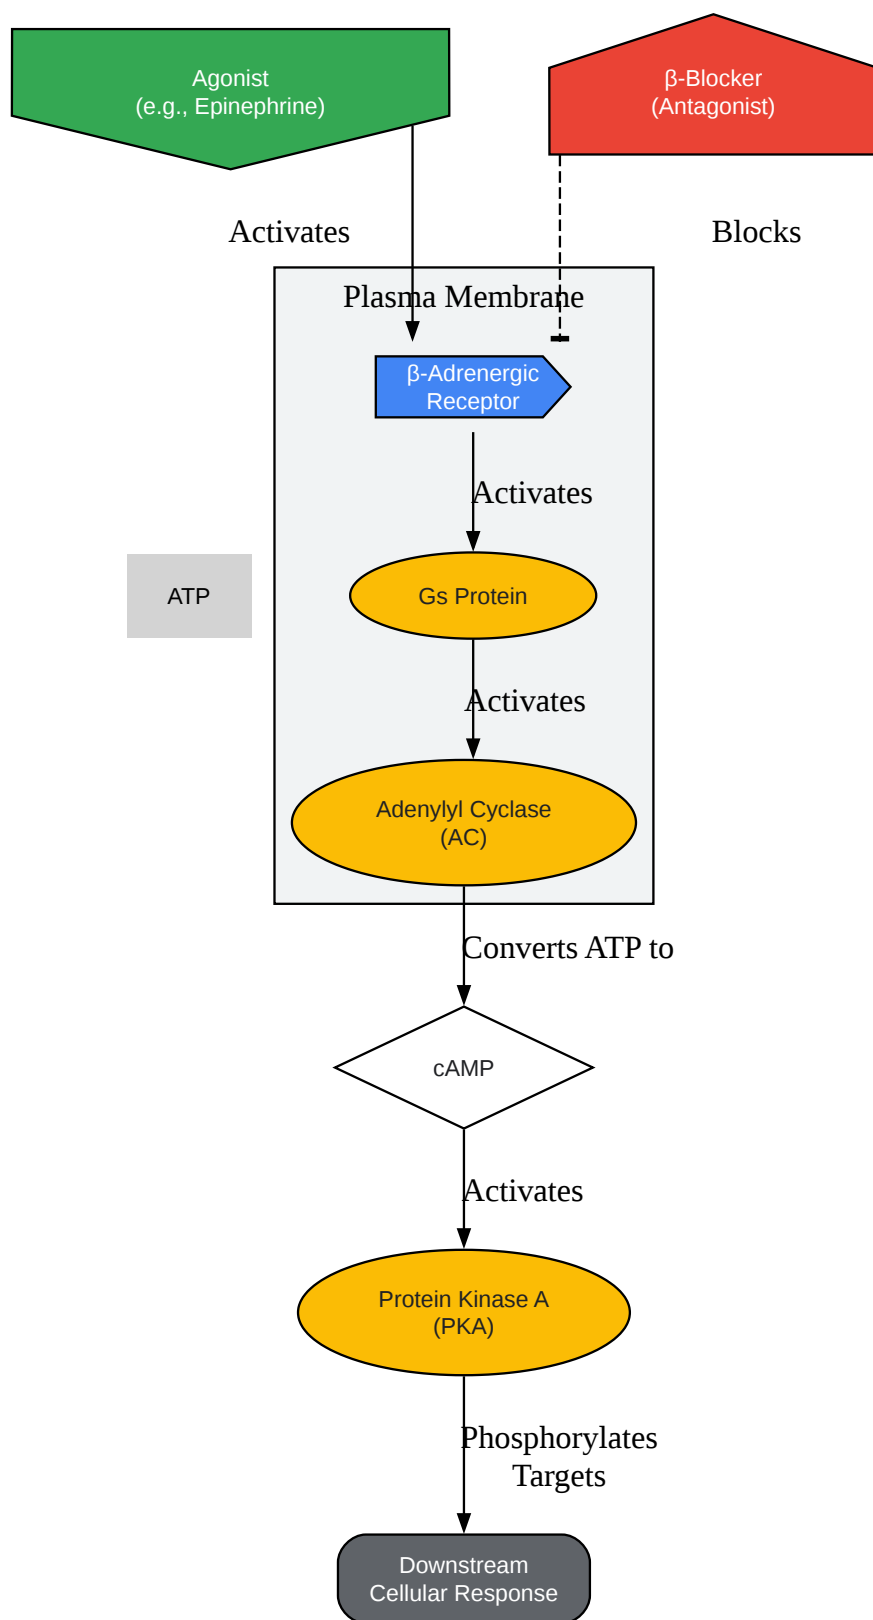 Agonist
(e.g., Epinephrine)
β-Blocker
(Antagonist)
Activates
Blocks
Plasma Membrane
β-Adrenergic
Receptor
Activates
ATP
Gs Protein
Activates
Adenylyl Cyclase
(AC)
Converts ATP to
cAMP
Activates
Protein Kinase A
(PKA)
Phosphorylates
Targets
Downstream
Cellular Response